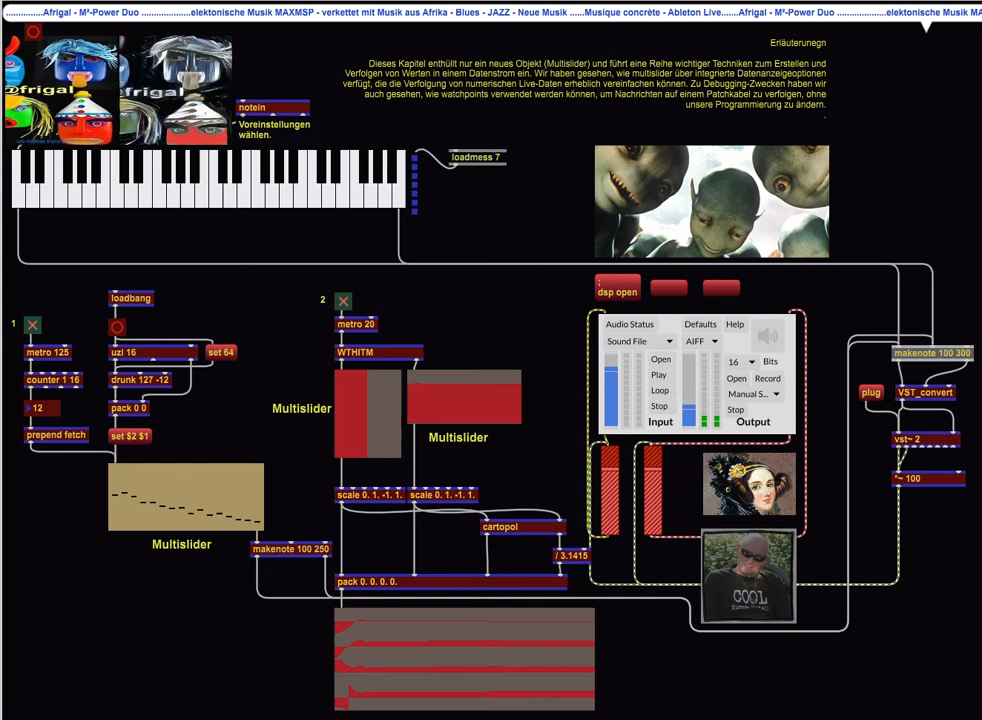 ..............Afrigal - M²-Power Duo ..................elektonische Musik MAXMSP - verkettet mit Musik aus Afrika - Blues - JAZZ - Neue Musik ......Musique concrète - Ableton Live......Afrigal - M²-Power Duo ..................elektonische Musik MA
@frigal
@frigal
notein
Voreinstellungen
wählen.
Erläuterunegn
Dieses Kapitel enthüllt nur ein neues Objekt (Multislider) und führt eine Reihe wichtiger Techniken zum Erstellen und
Verfolgen von Werten in einem Datenstrom ein. Wir haben gesehen, wie multislider über integrierte Datenanzeigeoptionen
verfügt, die die Verfolgung von numerischen Live-Daten erheblich vereinfachen können. Zu Debugging-Zwecken haben wir
auch gesehen, wie watchpoints verwendet werden können, um Nachrichten auf einem Patchkabel zu verfolgen, ohne
unsere Programmierung zu ändern.
.
loadmess 7
1
metro 125
counter 1 16
12
prepend fetch
loadbang
uzi 16
set 64
drunk 127 -12
pack 0 0
set $2 $1
Multislider
makenote 100 250
2
metro 20
WTHITM
Multislider
Multislider
scale 0. 1. -1. 1.
scale 0. 1. -1. 1.
cartopol
/ 3.1415
pack 0. 0. 0. 0.
;
dsp open
Audio Status
Defaults
Help
Sound File
AIFF
Open
Play
Loop
Stop
Input
16
Bits
Open
Record
Manual S...
Stop
Output
COOL
makenote 100 300
plug
VST_convert
vst~ 2
*~ 100